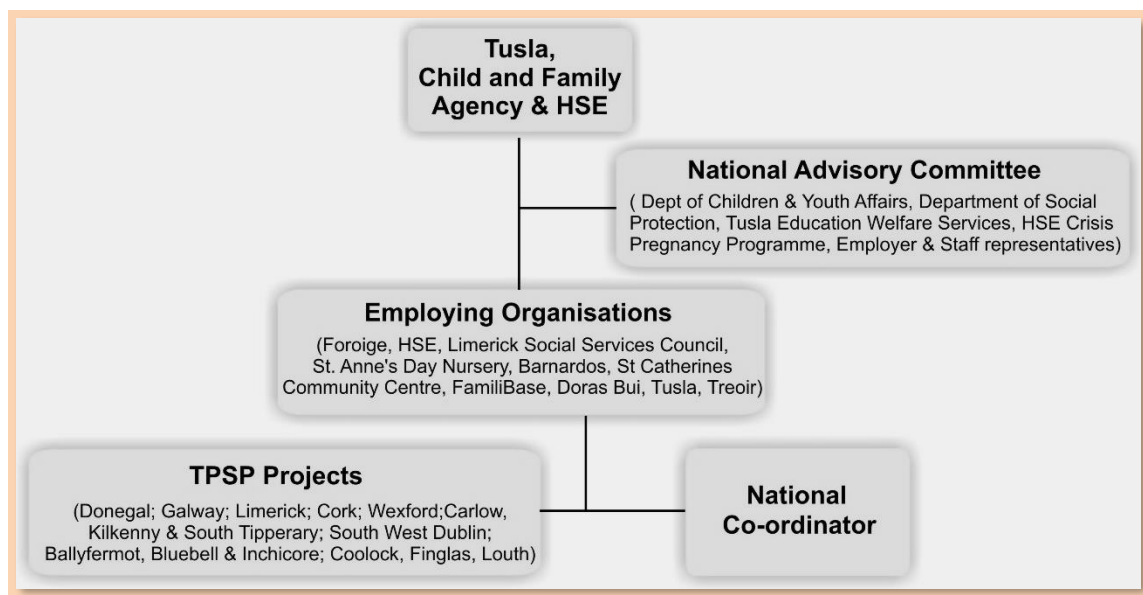 Tusla,
Child and Family
Agency & HSE
National Advisory Committee
( Dept of Children & Youth Affairs, Department of Social
Protection, Tusla Education Welfare Services, HSE Crisis
Pregnancy Programme, Employer & Staff representatives)
Employing Organisations
(Foroige, HSE, Limerick Social Services Council,
St. Anne's Day Nursery, Barnardos, St Catherines
Community Centre, FamiliBase, Doras Bui, Tusla, Treoir)
TPSP Projects
(Donegal; Galway; Limerick; Cork; Wexford;Carlow,
Kilkenny & South Tipperary; South West Dublin;
Ballyfermot, Bluebell & Inchicore; Coolock, Finglas, Louth)
National
Co-ordinator